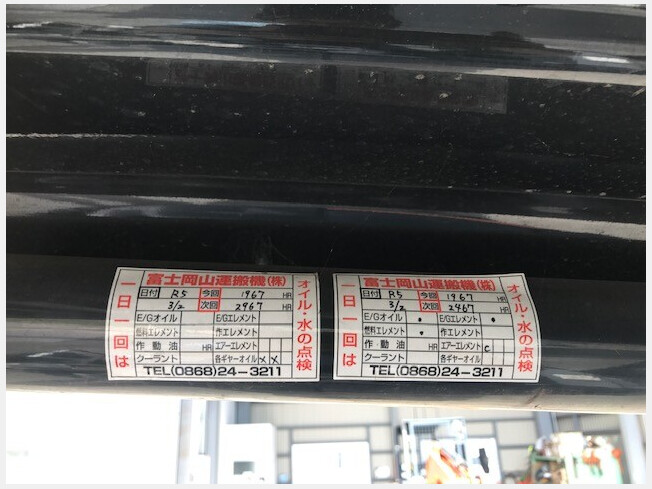 富士岡山運搬機(株)
一日一回は
オイル・水の点検
日付 R5 今回 1967 HR
3/2 次回 2467 HR
E/Gオイル E/Gエレメント
燃料エレメント 作エレメント
作動油 HR エアーエレメント
クーラント 各ギヤーオイル × ×
TEL(0868)24-3211
富士岡山運搬機(株)
一日一回は
オイル・水の点検
日付 R5 今回 1967 HR
3/2 次回 2467 HR
E/Gオイル • E/Gエレメント •
燃料エレメント • 作エレメント
作動油 HR エアーエレメント C
クーラント 各ギヤーオイル
TEL(0868)24-3211